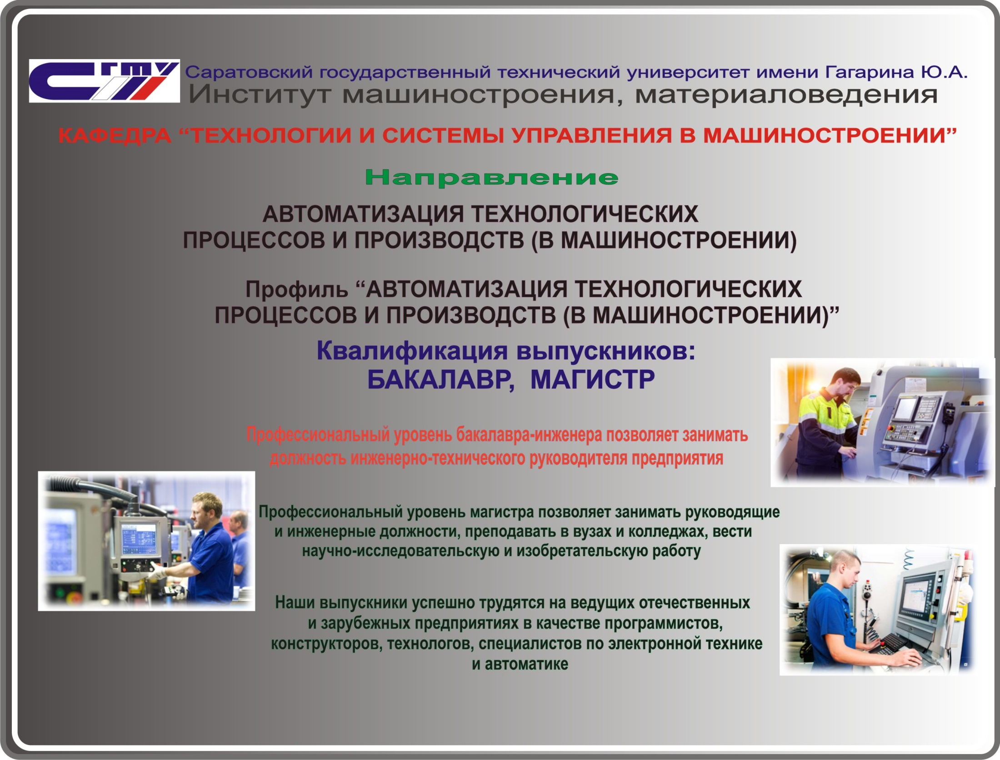 СГТУ
Саратовский государственный технический университет имени Гагарина Ю.А.
Институт машиностроения, материаловедения
КАФЕДРА “ТЕХНОЛОГИИ И СИСТЕМЫ УПРАВЛЕНИЯ В МАШИНОСТРОЕНИИ”
Направление
АВТОМАТИЗАЦИЯ ТЕХНОЛОГИЧЕСКИХ
ПРОЦЕССОВ И ПРОИЗВОДСТВ (В МАШИНОСТРОЕНИИ)
Профиль “АВТОМАТИЗАЦИЯ ТЕХНОЛОГИЧЕСКИХ
ПРОЦЕССОВ И ПРОИЗВОДСТВ (В МАШИНОСТРОЕНИИ)”
Квалификация выпускников:
БАКАЛАВР, МАГИСТР
Профессиональный уровень бакалавра-инженера позволяет занимать
должность инженерно-технического руководителя предприятия
Профессиональный уровень магистра позволяет занимать руководящие
и инженерные должности, преподавать в вузах и колледжах, вести
научно-исследовательскую и изобретательскую работу
Наши выпускники успешно трудятся на ведущих отечественных
и зарубежных предприятиях в качестве программистов,
конструкторов, технологов, специалистов по электронной технике
и автоматике